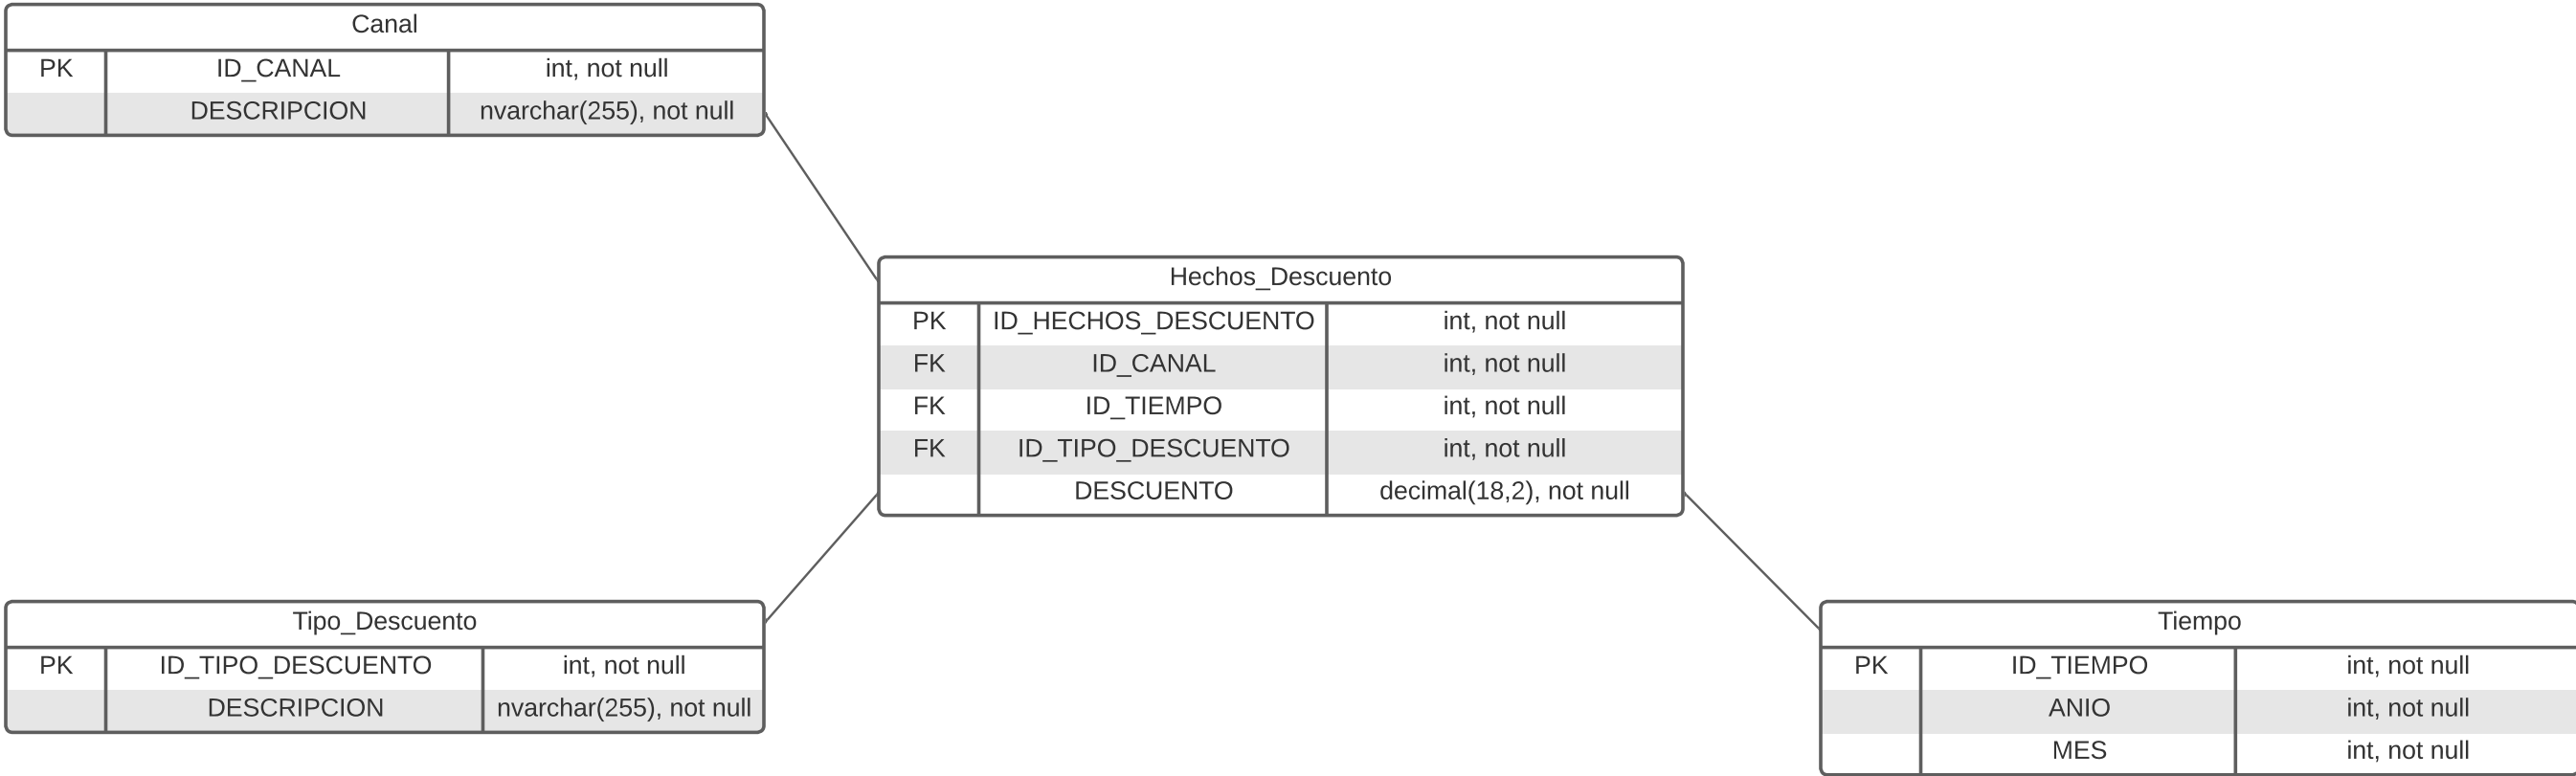 Canal
PK ID_CANAL int, not null
DESCRIPCION nvarchar(255), not null
Hechos_Descuento
PK ID_HECHOS_DESCUENTO int, not null
FK ID_CANAL int, not null
FK ID_TIEMPO int, not null
FK ID_TIPO_DESCUENTO int, not null
DESCUENTO decimal(18,2), not null
Tipo_Descuento
PK ID_TIPO_DESCUENTO int, not null
DESCRIPCION nvarchar(255), not null
Tiempo
PK ID_TIEMPO int, not null
ANIO int, not null
MES int, not null